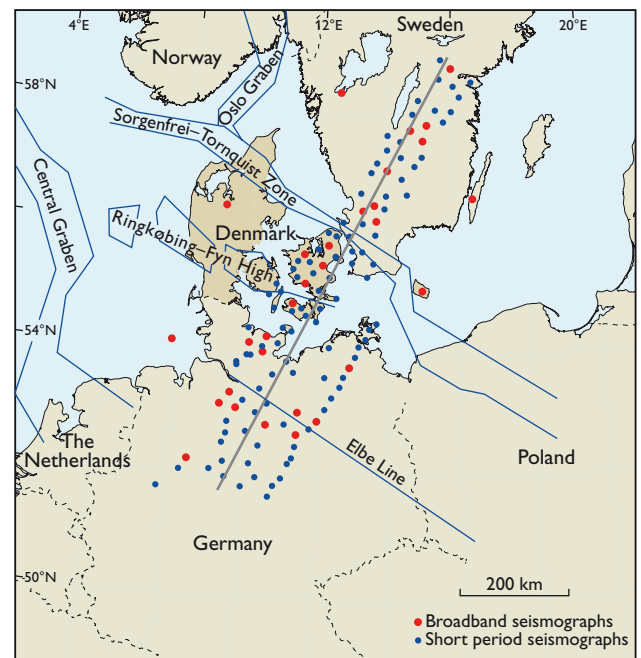 4°E
12°E
Sweden
20°E
Norway
58°N
Oslo Graben
Sorgenfrei–Tornquist Zone
Central Graben
Ringkøbing–Fyn High
Denmark
54°N
The
Netherlands
Elbe Line
Poland
Germany
50°N
200 km
Broadband seismographs
Short period seismographs